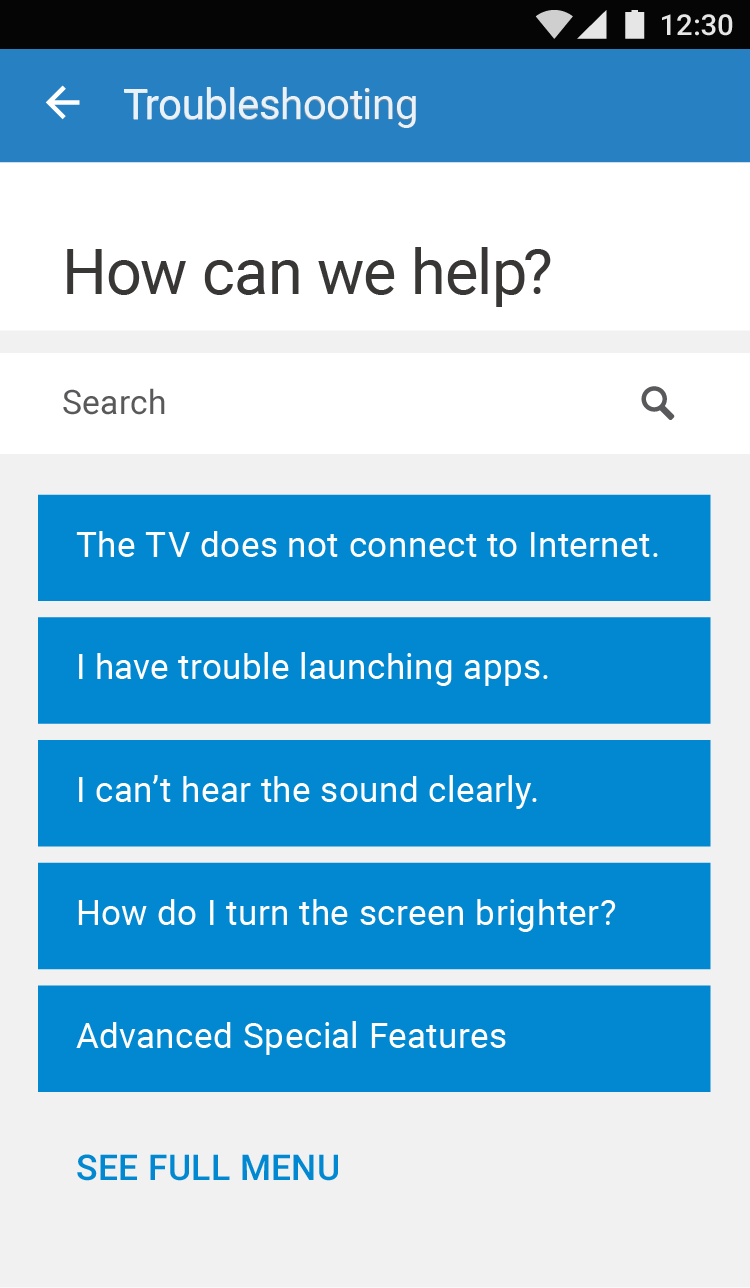 12:30
Troubleshooting
How can we help?
Search
The TV does not connect to Internet.
I have trouble launching apps.
I can’t hear the sound clearly.
How do I turn the screen brighter?
Advanced Special Features
SEE FULL MENU